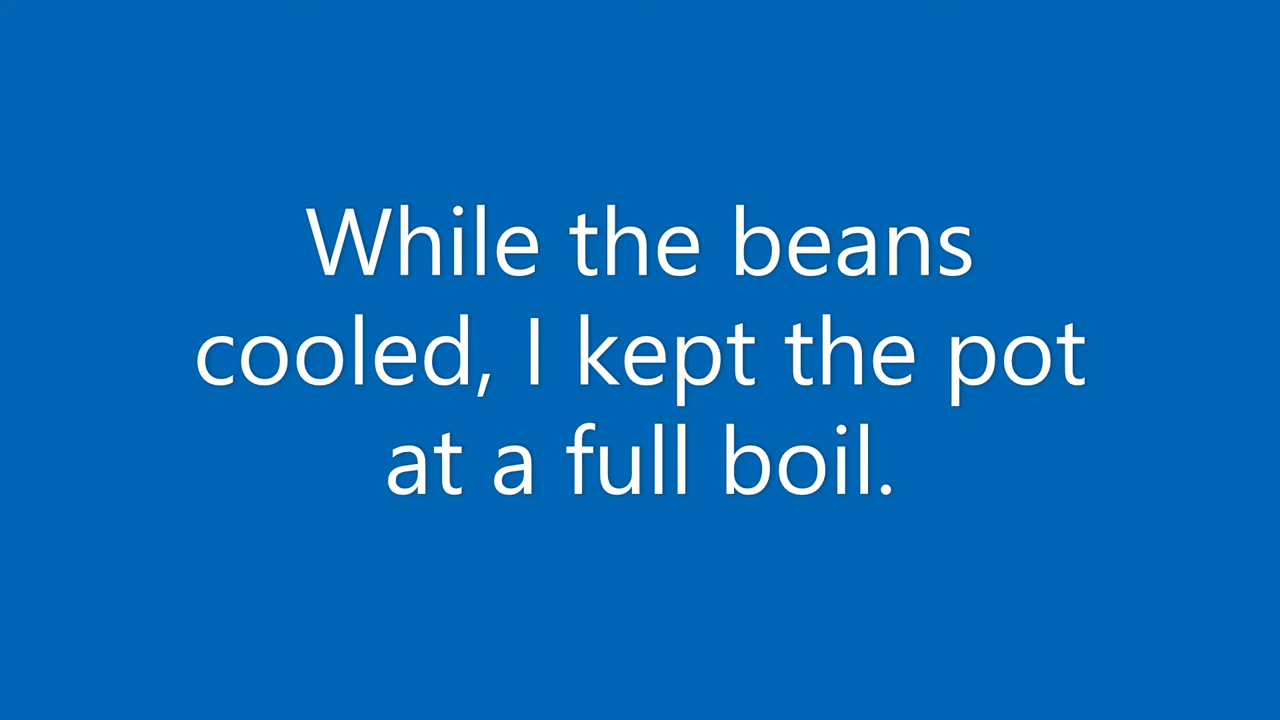 While the beans
cooled, I kept the pot
at a full boil.